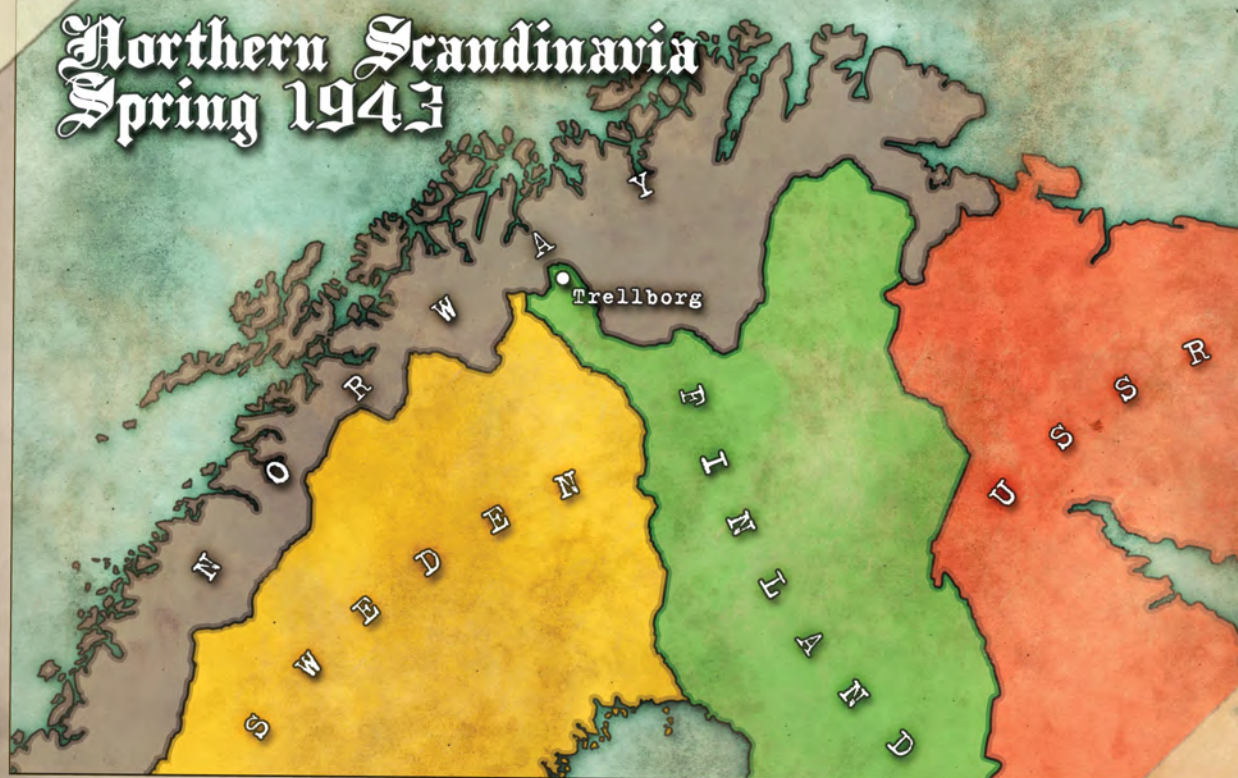 Northern Scandinavia
Spring 1943
NORWAY
Trellborg
SWEDEN
FINLAND
USSR